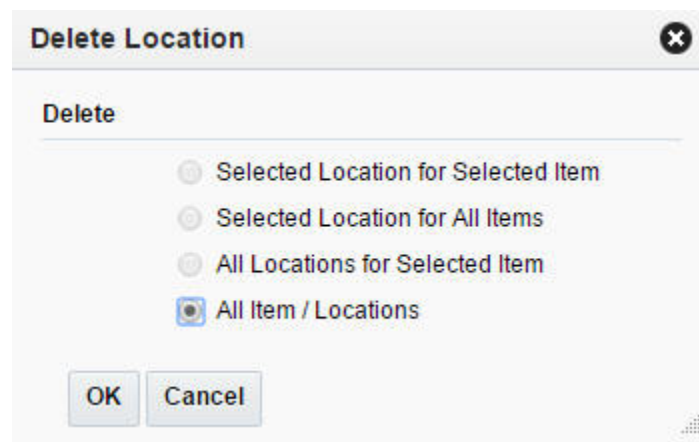 Delete Location
Delete
Selected Location for Selected Item
Selected Location for All Items
All Locations for Selected Item
All Item / Locations
OK Cancel